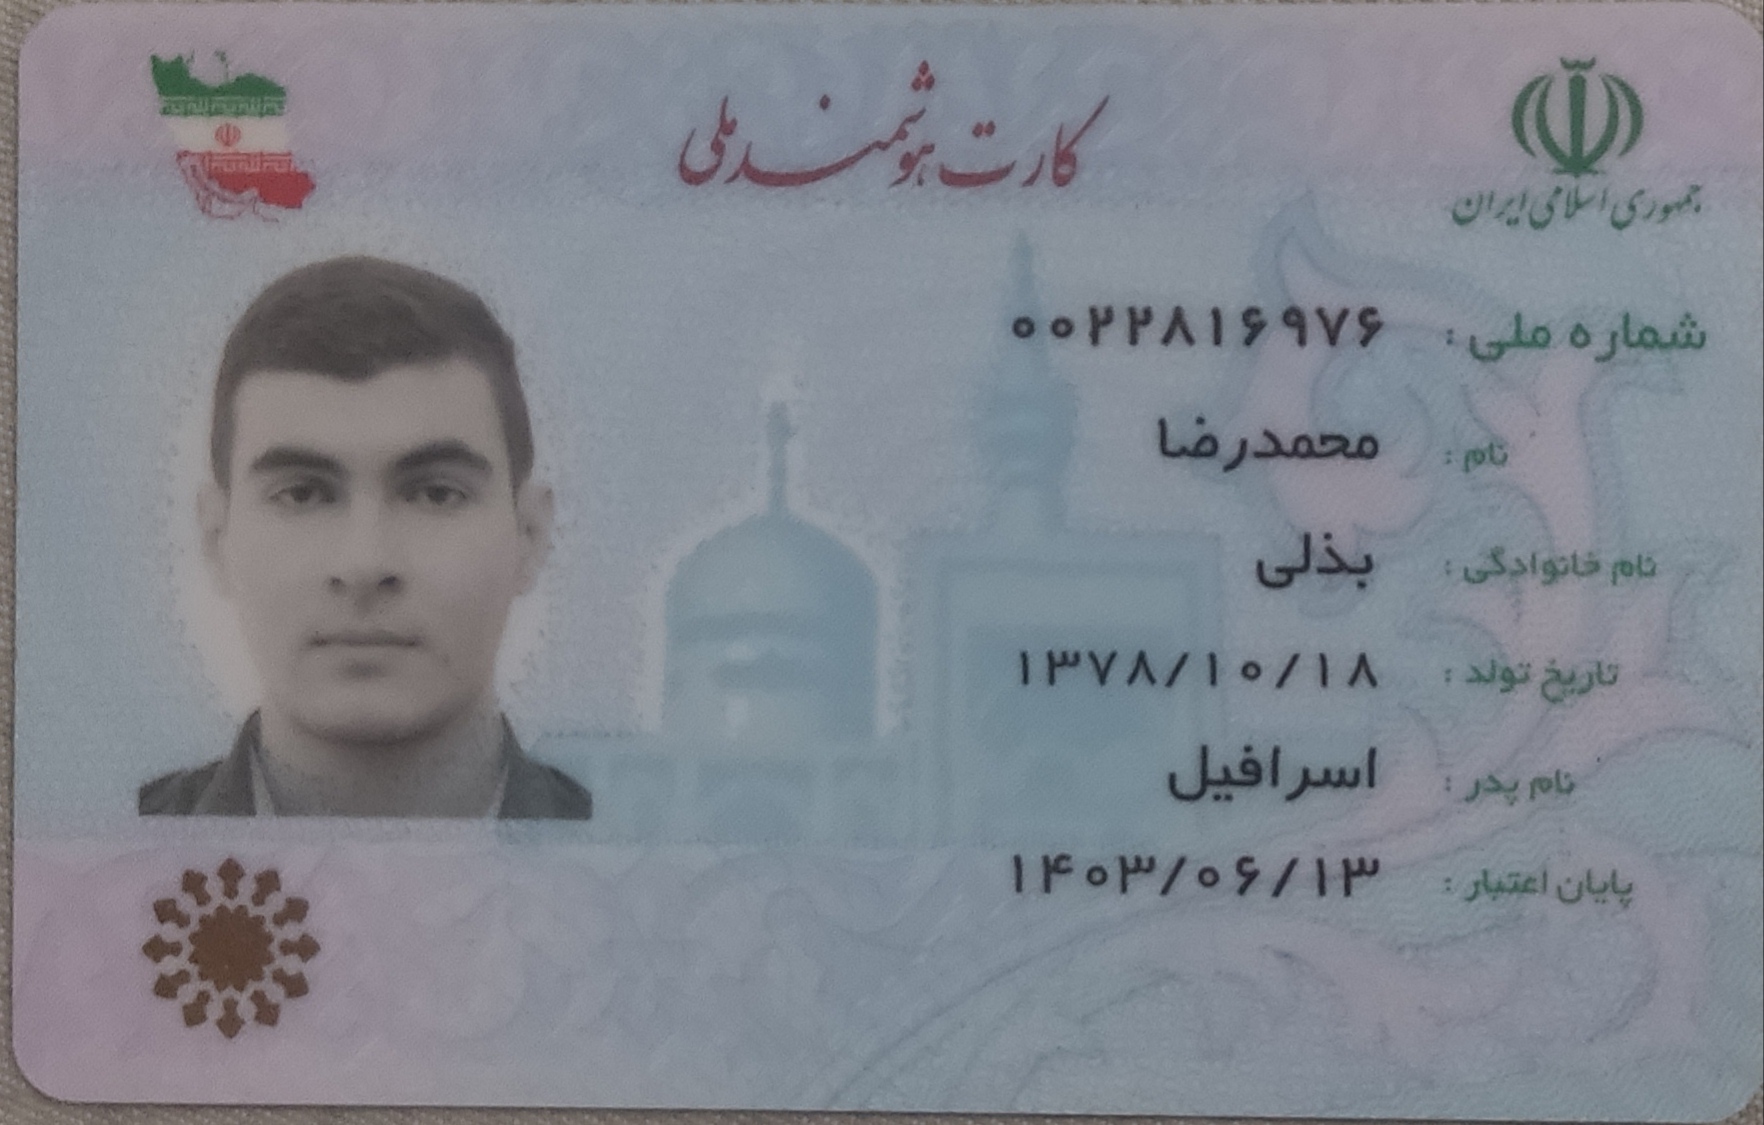 کارت هوشمند ملی
جمهوری اسلامی ایران
شماره ملی : ۰۰۲۲۸۱۶۹۷۶
نام : محمدرضا
نام خانوادگی : بذلی
تاریخ تولد : ۱۳۷۸/۱۰/۱۸
نام پدر : اسرافیل
پایان اعتبار : ۱۴۰۳/۰۶/۱۳